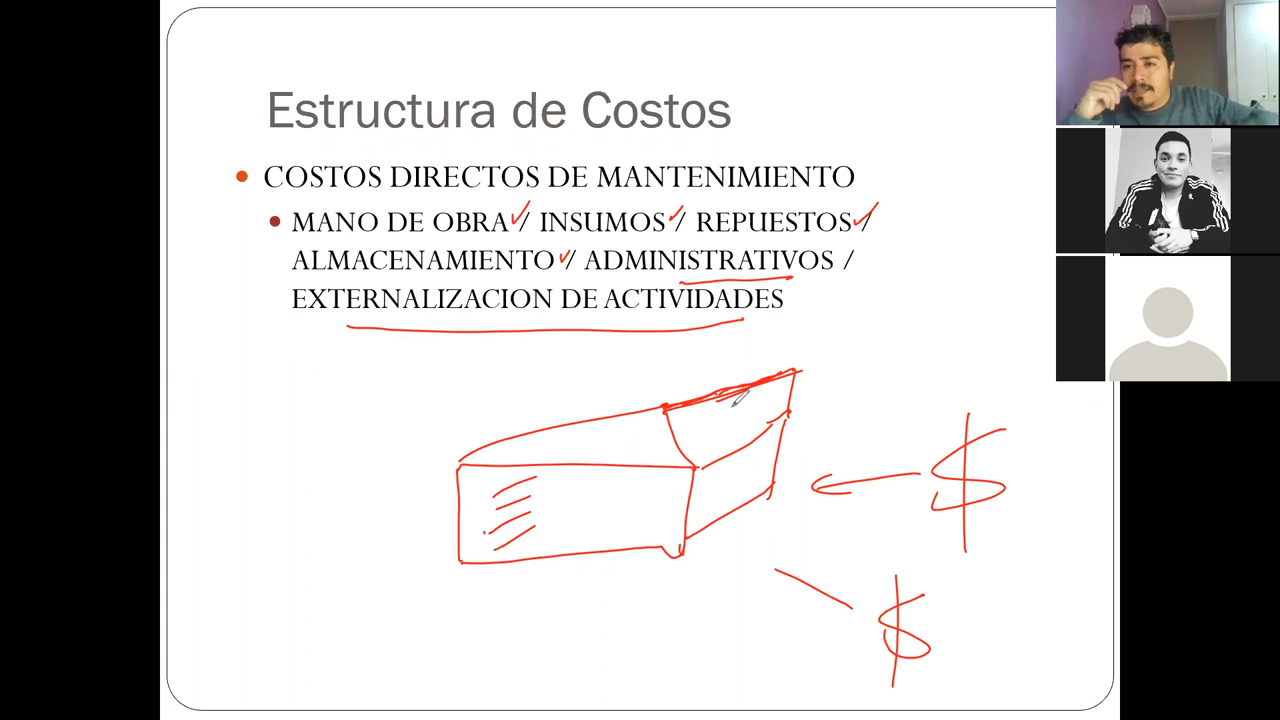 Estructura de Costos
COSTOS DIRECTOS DE MANTENIMIENTO
MANO DE OBRA / INSUMOS / REPUESTOS /
ALMACENAMIENTO / ADMINISTRATIVOS /
EXTERNALIZACION DE ACTIVIDADES
$
$